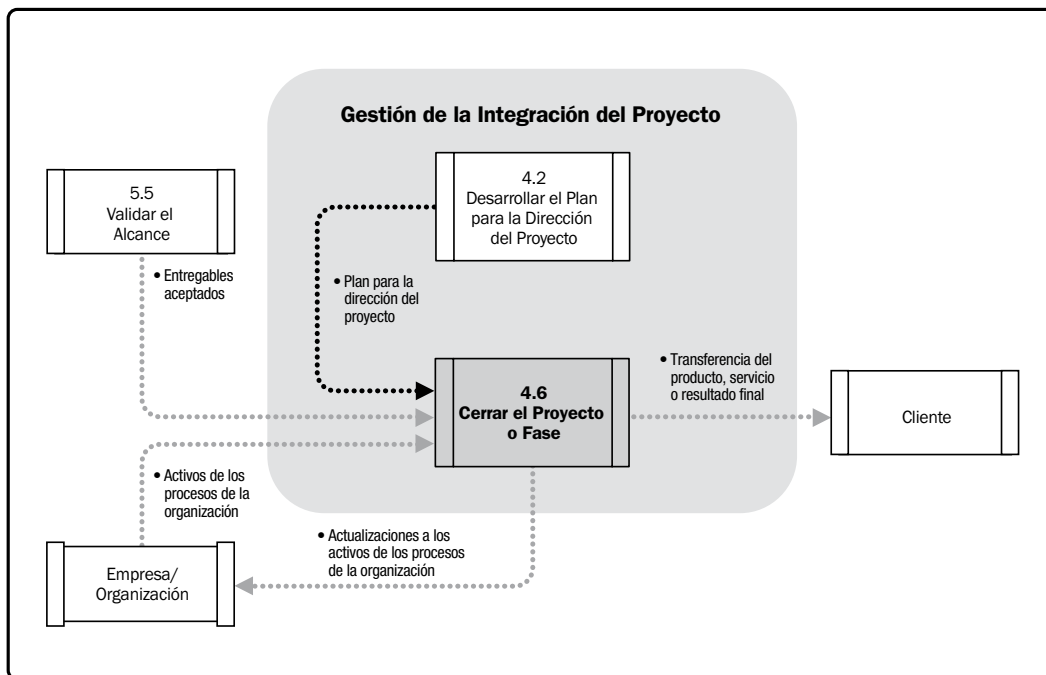 Gestión de la Integración del Proyecto
5.5
Validar el
Alcance
4.2
Desarrollar el Plan
para la Dirección
del Proyecto
• Entregables
aceptados
• Plan para la
dirección del
proyecto
4.6
Cerrar el Proyecto
o Fase
• Transferencia del
producto, servicio
o resultado final
Cliente
• Activos de los
procesos de la
organización
• Actualizaciones a los
activos de los procesos
de la organización
Empresa/
Organización